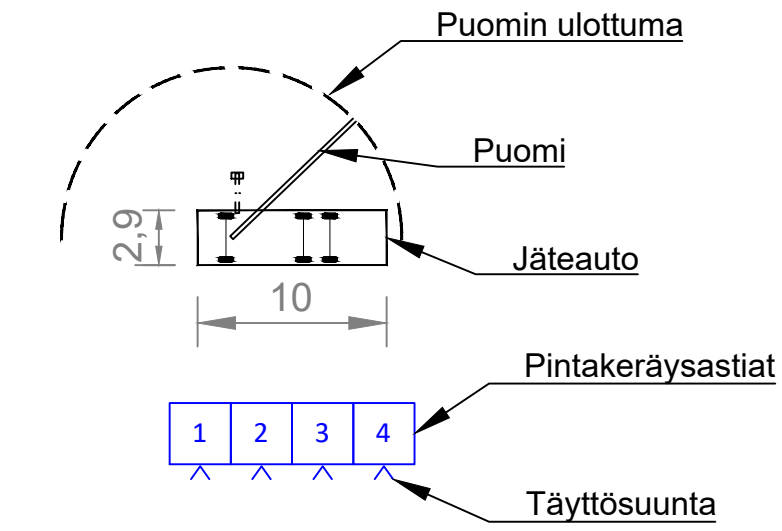 Puomin ulottuma
Puomi
2,9
Jäteauto
10
Pintakeräysastiat
1 2 3 4
Täyttösuunta